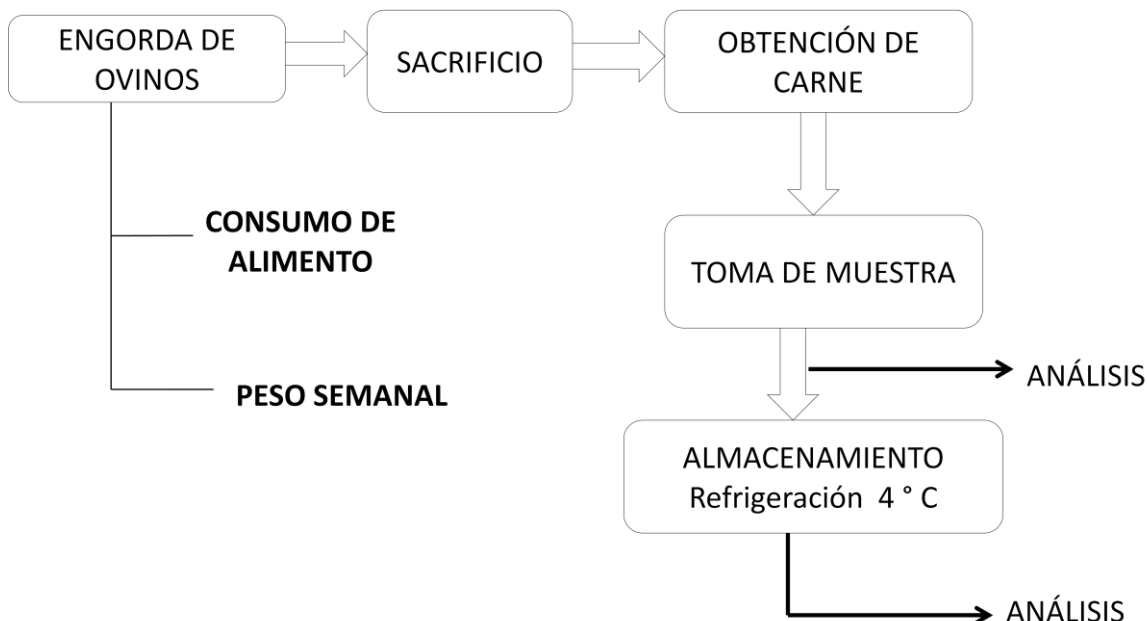 ENGORDA DE
OVINOS
SACRIFICIO
OBTENCIÓN DE
CARNE
CONSUMO DE
ALIMENTO
TOMA DE MUESTRA
PESO SEMANAL
ANÁLISIS
ALMACENAMIENTO
Refrigeración 4 ° C
ANÁLISIS